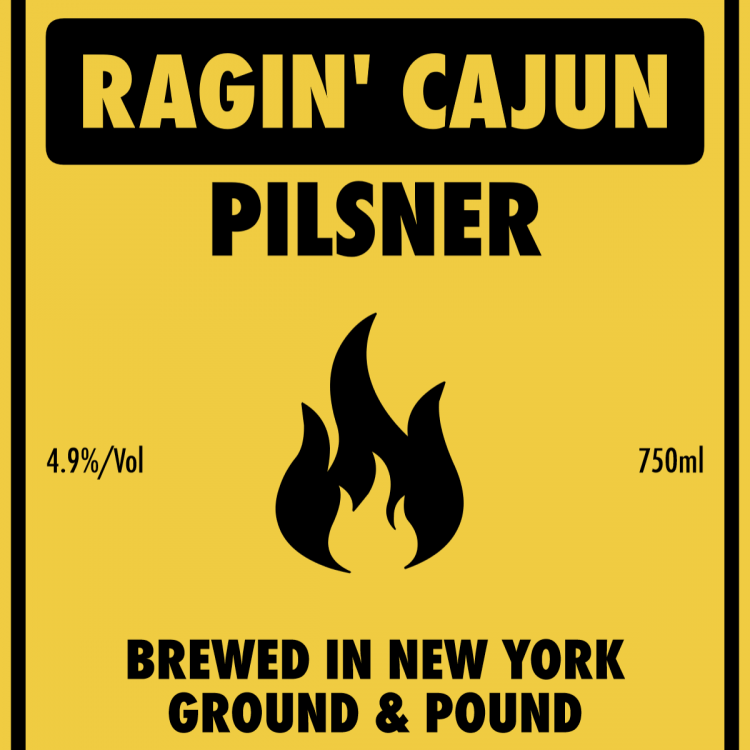 RAGIN' CAJUN
PILSNER
4.9%/Vol
750ml
BREWED IN NEW YORK
GROUND & POUND